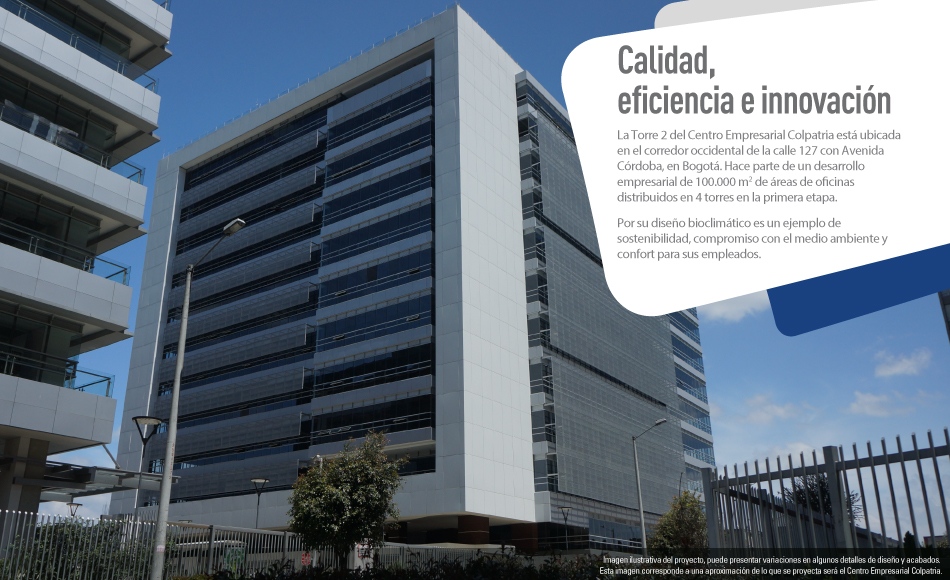 Calidad,
eficiencia e innovación
La Torre 2 del Centro Empresarial Colpatria está ubicada
en el corredor occidental de la calle 127 con Avenida
Córdoba, en Bogotá. Hace parte de un desarrollo
empresarial de 100.000 m² de áreas de oficinas
distribuidos en 4 torres en la primera etapa.
Por su diseño bioclimático es un ejemplo de
sostenibilidad, compromiso con el medio ambiente y
confort para sus empleados.
Imagen ilustrativa del proyecto, puede presentar variaciones en algunos detalles de diseño y acabados.
Esta imagen corresponde a una aproximación de lo que se proyecta será el Centro Empresarial Colpatria.